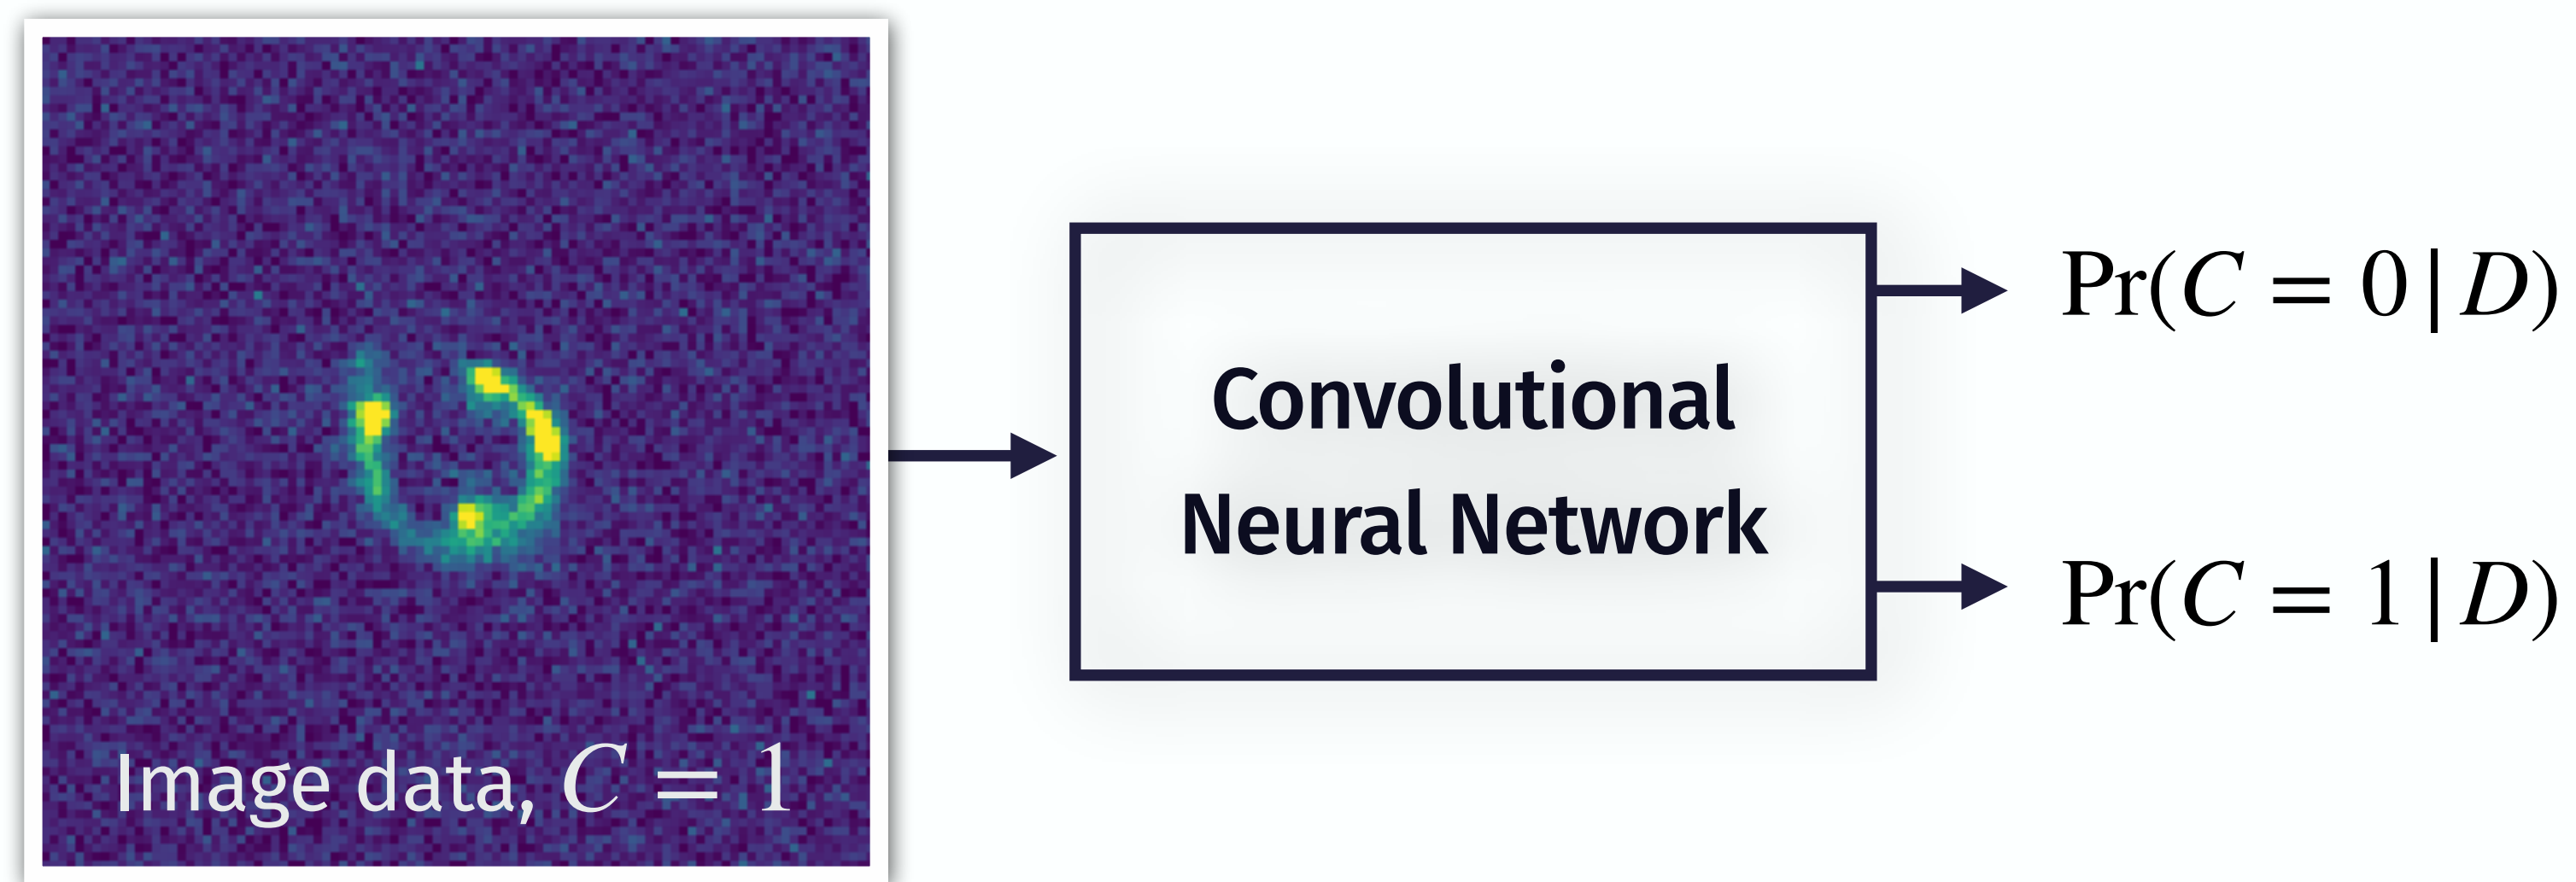 Image data, C = 1
Convolutional
Neural Network
Pr(C = 0 | D)
Pr(C = 1 | D)